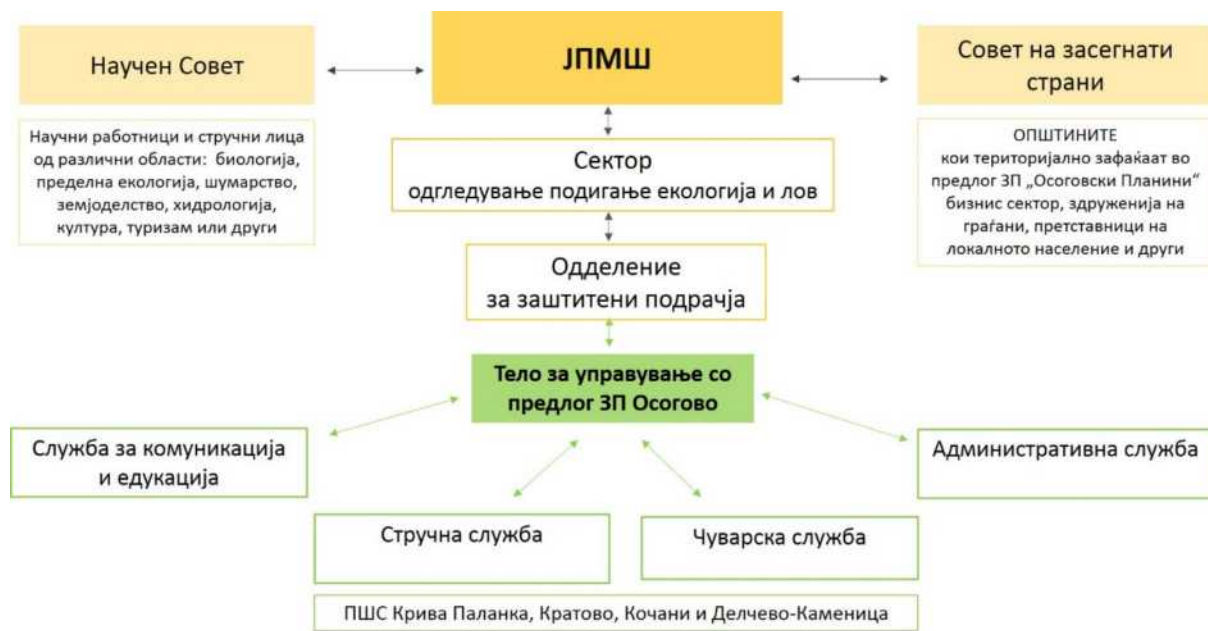 Научен Совет
ЈПМШ
Совет на засегнати
страни
Научни работници и стручни лица
од различни области: биологија,
пределна екологија, шумарство,
земјоделство, хидрологија,
култура, туризам или други
Сектор
одгледување подигање екологија и лов
ОПШТИНИТЕ
кои територијално зафаќаат во
предлог ЗП „Осоговски Планини“
бизнис сектор, здруженија на
граѓани, претставници на
локалното население и други
Одделение
за заштитени подрачја
Тело за управување со
предлог ЗП Осогово
Служба за комуникација
и едукација
Административна служба
Стручна служба
Чуварска служба
ПШС Крива Паланка, Кратово, Кочани и Делчево-Каменица